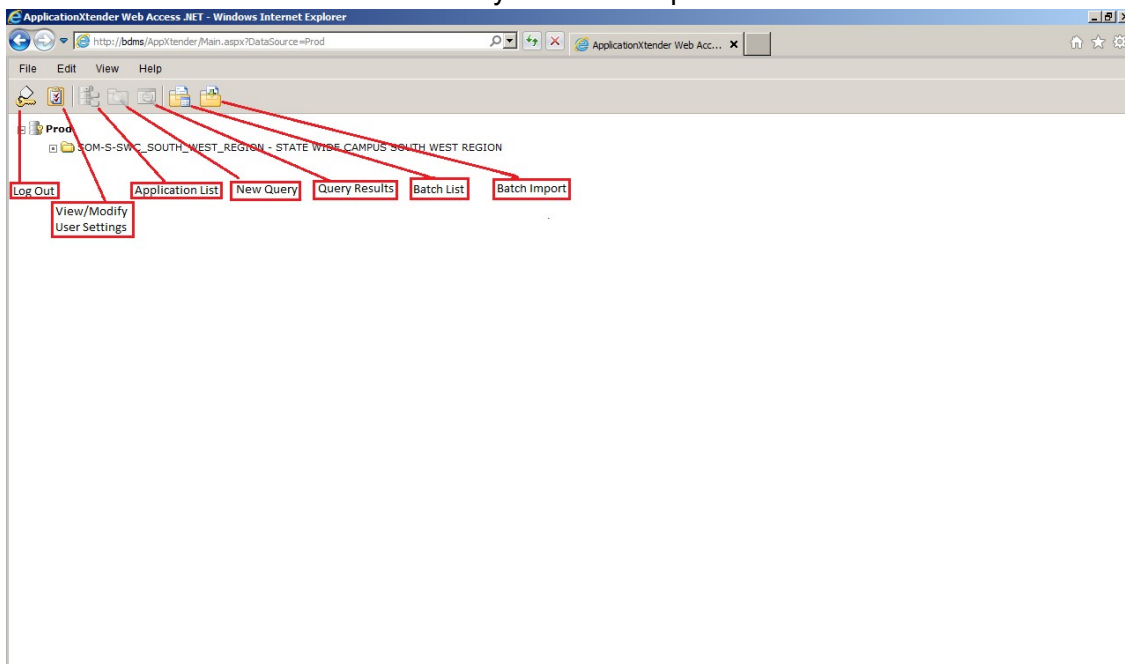 ApplicationXtender Web Access .NET - Windows Internet Explorer
http://bdms/AppXtender/Main.aspx?DataSource=Prod
ApplicationXtender Web Acc...
File Edit View Help
Prod
SOM-S-SWC_SOUTH_WEST_REGION - STATE WIDE CAMPUS SOUTH WEST REGION
Log Out
Application List
New Query
Query Results
Batch List
Batch Import
View/Modify
User Settings